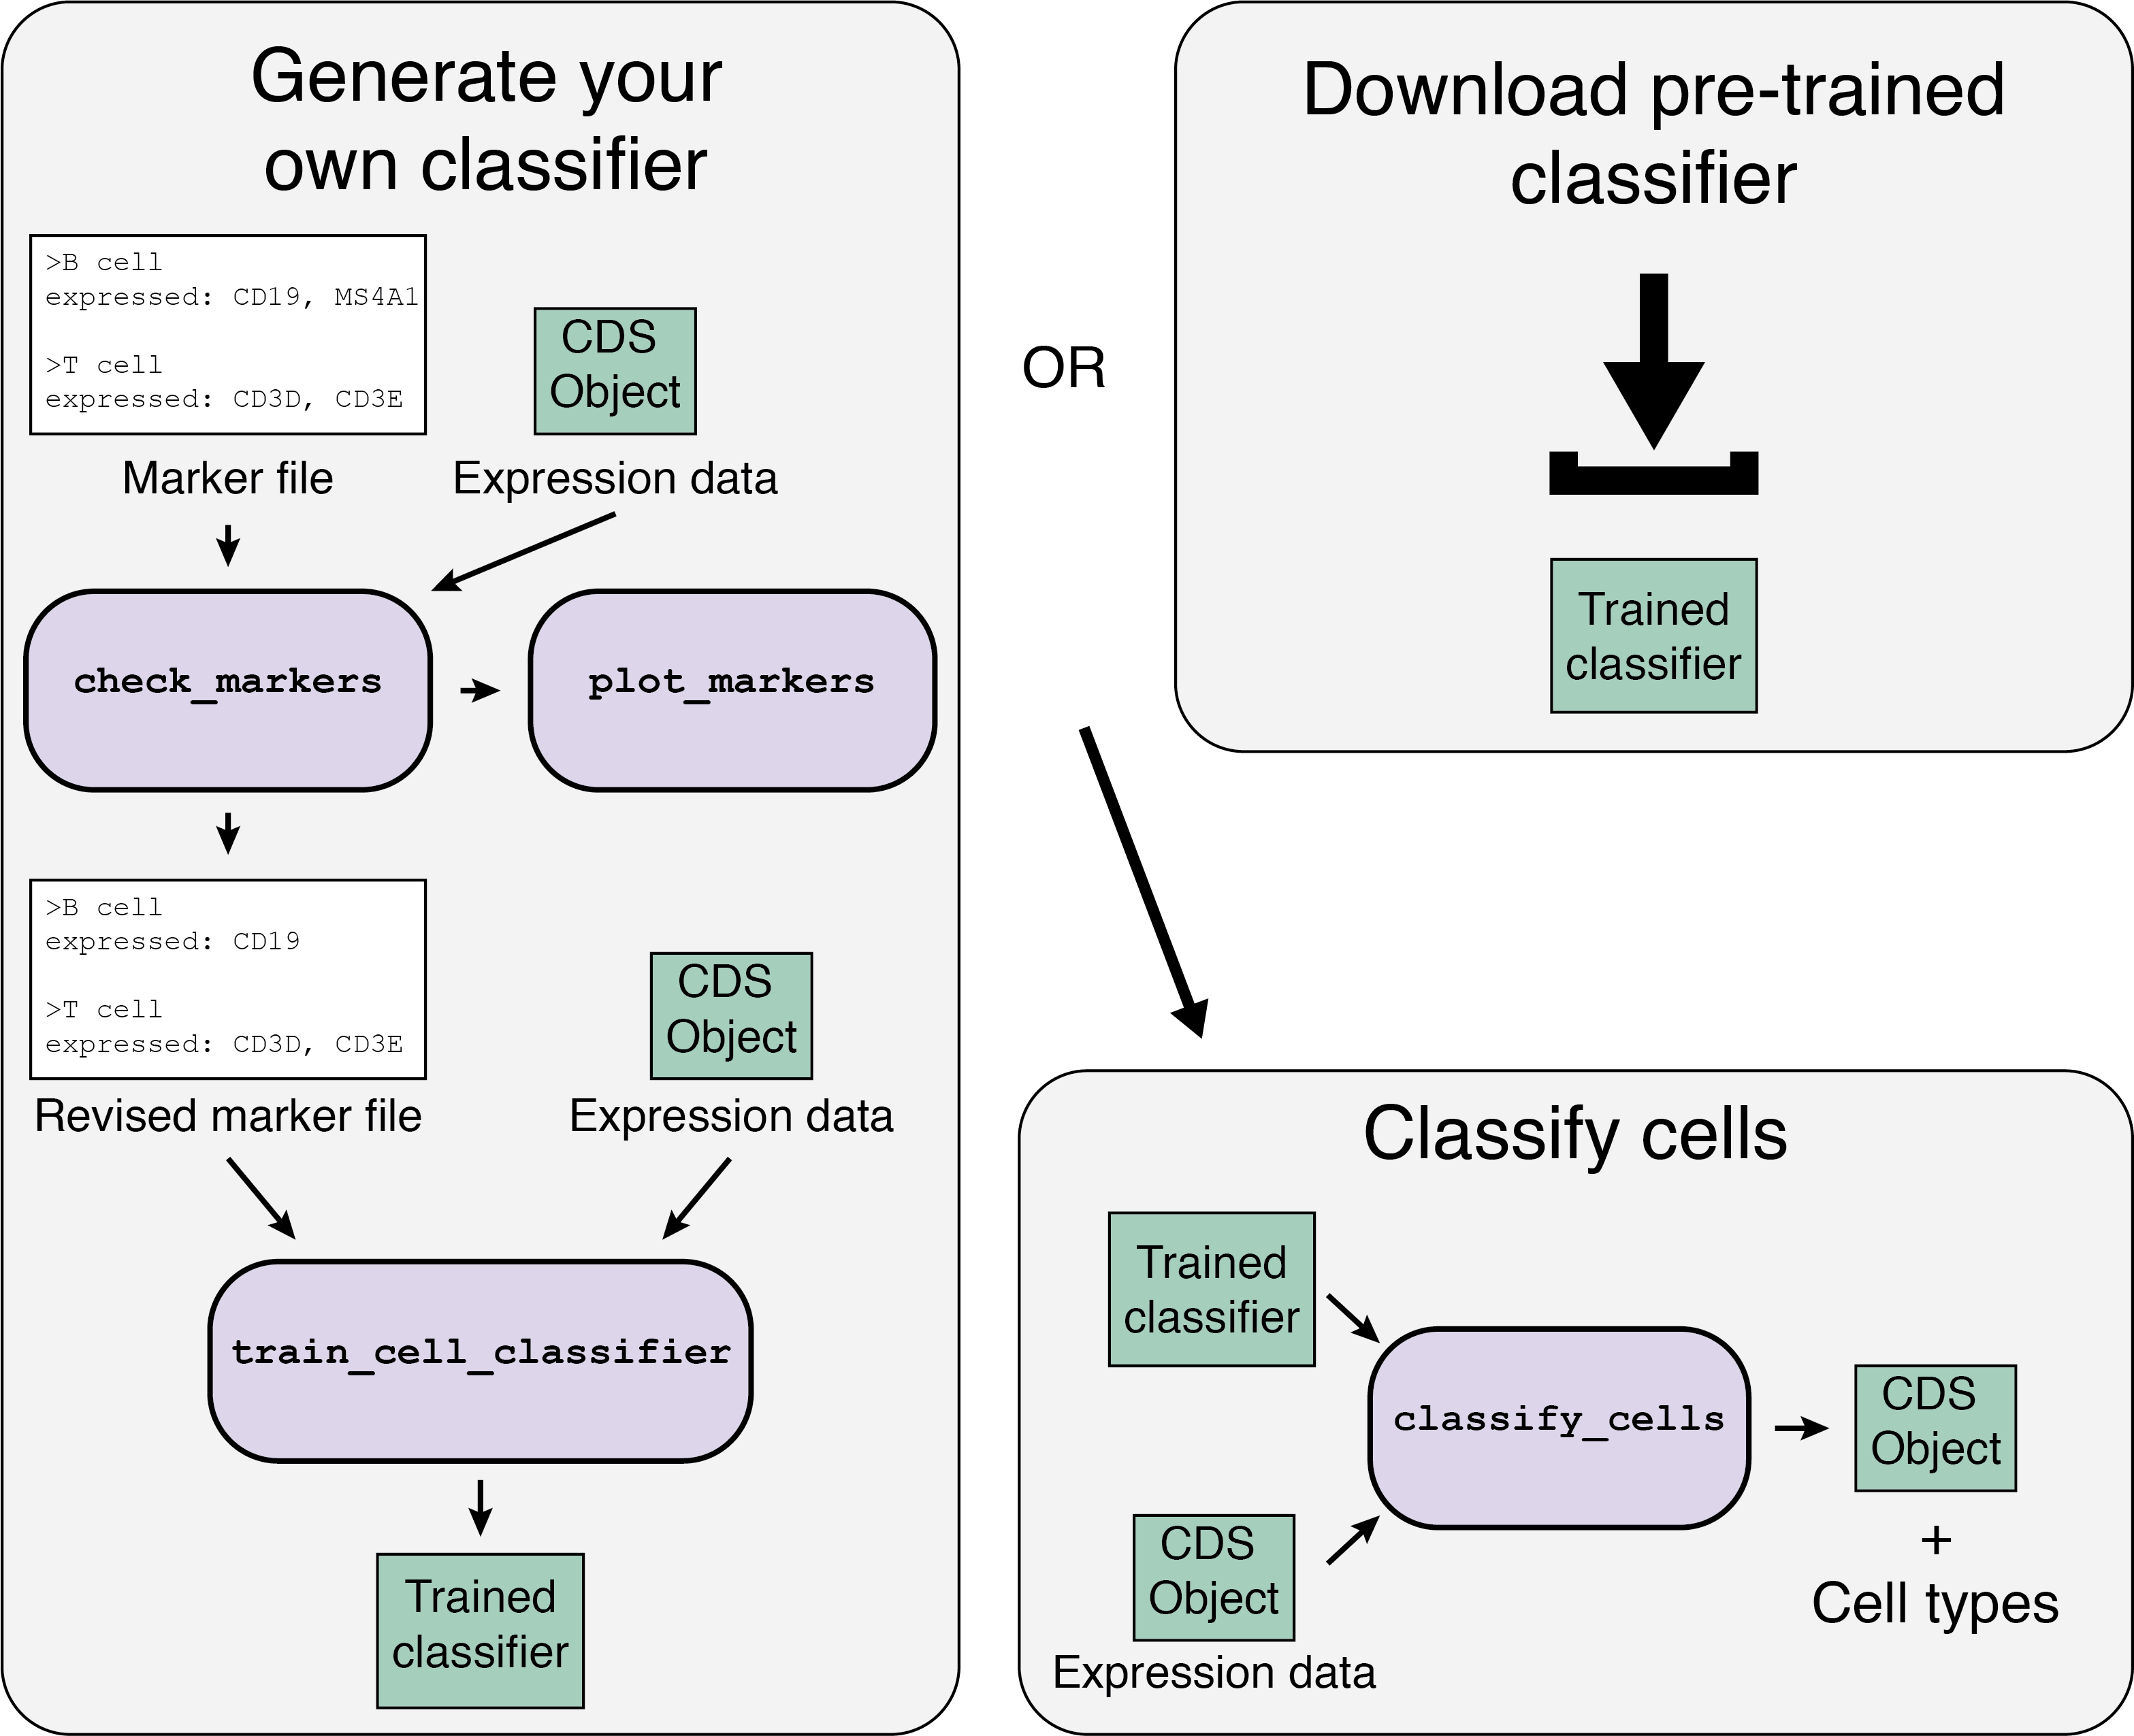 Generate your
own classifier
>B cell
expressed: CD19, MS4A1
>T cell
expressed: CD3D, CD3E
Marker file
CDS
Object
Expression data
check_markers
plot_markers
>B cell
expressed: CD19
>T cell
expressed: CD3D, CD3E
Revised marker file
CDS
Object
Expression data
train_cell_classifier
Trained
classifier
OR
Download pre-trained
classifier
Trained
classifier
Classify cells
Trained
classifier
CDS
Object
Expression data
classify_cells
CDS
Object
+
Cell types